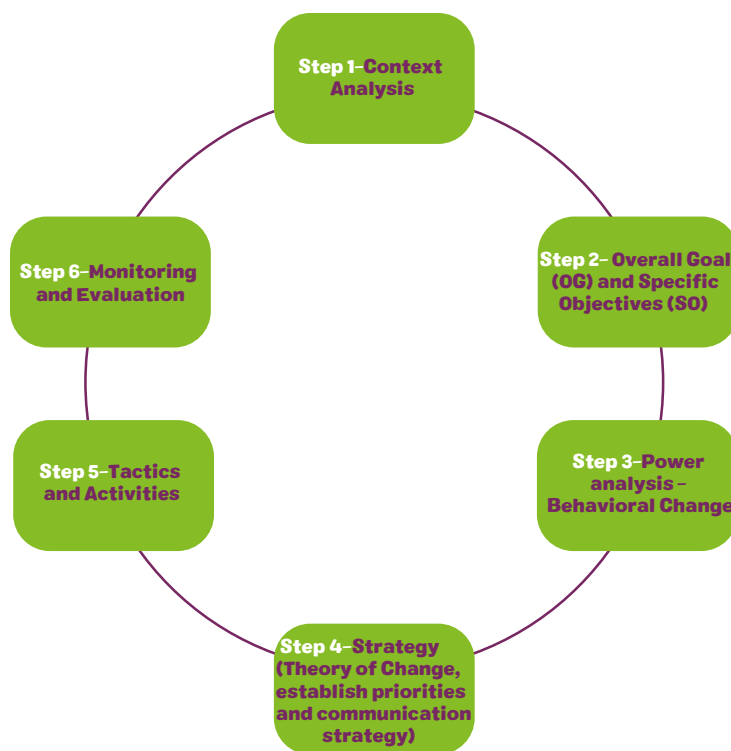 Step 1-Context
Analysis
Step 2- Overall Goal
(OG) and Specific
Objectives (SO)
Step 3-Power
analysis -
Behavioral Change
Step 4-Strategy
(Theory of Change,
establish priorities
and communication
strategy)
Step 5-Tactics
and Activities
Step 6-Monitoring
and Evaluation